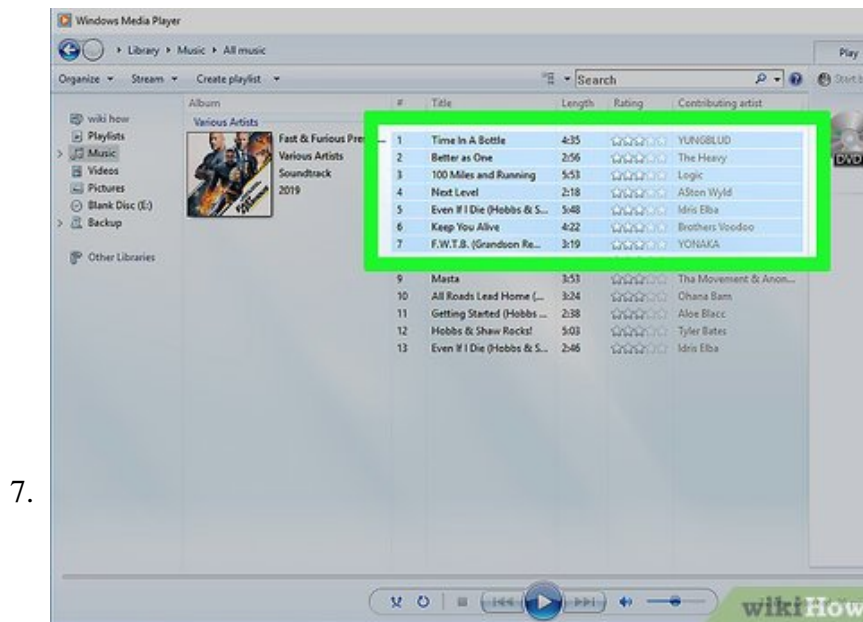 Windows Media Player
Library Music All music
Play
Organize Stream Create playlist Search
Album # Title Length Rating Contributing artist
Various Artists
wiki how
Playlists
Music
Videos
Pictures
Blank Disc (E:)
Backup
Other Libraries
Fast & Furious Pre
Various Artists
Soundtrack
2019
... 1 Time In A Bottle 4:35 YUNGBLUD
2 Better as One 2:56 The Heavy
3 100 Miles and Running 5:53 Logic
4 Next Level 2:18 A$ton Wyld
5 Even If I Die (Hobbs & S... 5:48 Idris Elba
6 Keep You Alive 4:22 Brothers Voodoo
7 F.W.T.B. (Grandson Re... 3:19 YONAKA
9 Masta 3:53 Tha Movement & Anon...
10 All Roads Lead Home (... 3:24 Ohana Bam
11 Getting Started (Hobbs ... 2:38 Aloe Blacc
12 Hobbs & Shaw Rocks! 5:03 Tyler Bates
13 Even If I Die (Hobbs & S... 2:46 Idris Elba
DVD
7.
wikiHow